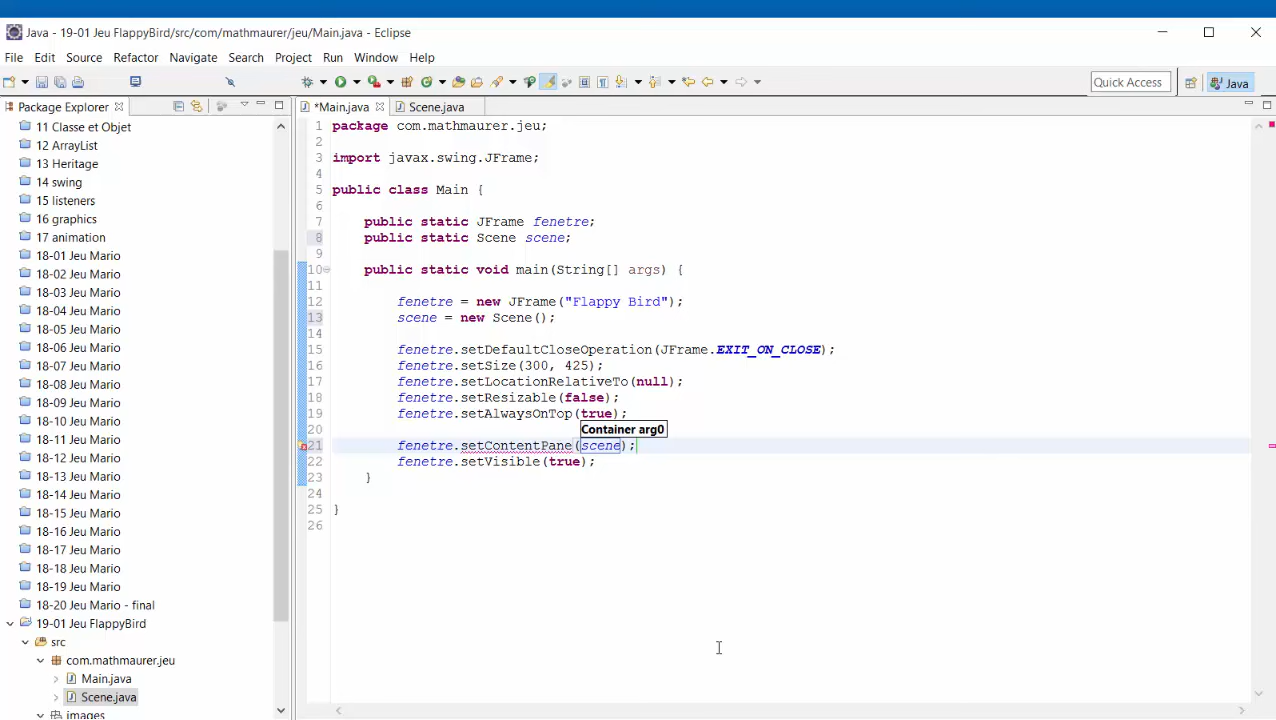 Java - 19-01 Jeu FlappyBird/src/com/mathmaurer/jeu/Main.java - Eclipse
File Edit Source Refactor Navigate Search Project Run Window Help
Quick Access
Java
Package Explorer
*Main.java
Scene.java
11 Classe et Objet
12 ArrayList
13 Heritage
14 swing
15 listeners
16 graphics
17 animation
18-01 Jeu Mario
18-02 Jeu Mario
18-03 Jeu Mario
18-04 Jeu Mario
18-05 Jeu Mario
18-06 Jeu Mario
18-07 Jeu Mario
18-08 Jeu Mario
18-09 Jeu Mario
18-10 Jeu Mario
18-11 Jeu Mario
18-12 Jeu Mario
18-13 Jeu Mario
18-14 Jeu Mario
18-15 Jeu Mario
18-16 Jeu Mario
18-17 Jeu Mario
18-18 Jeu Mario
18-19 Jeu Mario
18-20 Jeu Mario - final
19-01 Jeu FlappyBird
src
com.mathmaurer.jeu
Main.java
Scene.java
images
1 package com.mathmaurer.jeu;
2
3 import javax.swing.JFrame;
4
5 public class Main {
6
7 public static JFrame fenetre;
8 public static Scene scene;
9
10 public static void main(String[] args) {
11
12 fenetre = new JFrame("Flappy Bird");
13 scene = new Scene();
14
15 fenetre.setDefaultCloseOperation(JFrame.EXIT_ON_CLOSE);
16 fenetre.setSize(300, 425);
17 fenetre.setLocationRelativeTo(null);
18 fenetre.setResizable(false);
19 fenetre.setAlwaysOnTop(true);
20 Container arg0
21 fenetre.setContentPane(scene);
22 fenetre.setVisible(true);
23 }
24
25 }
26